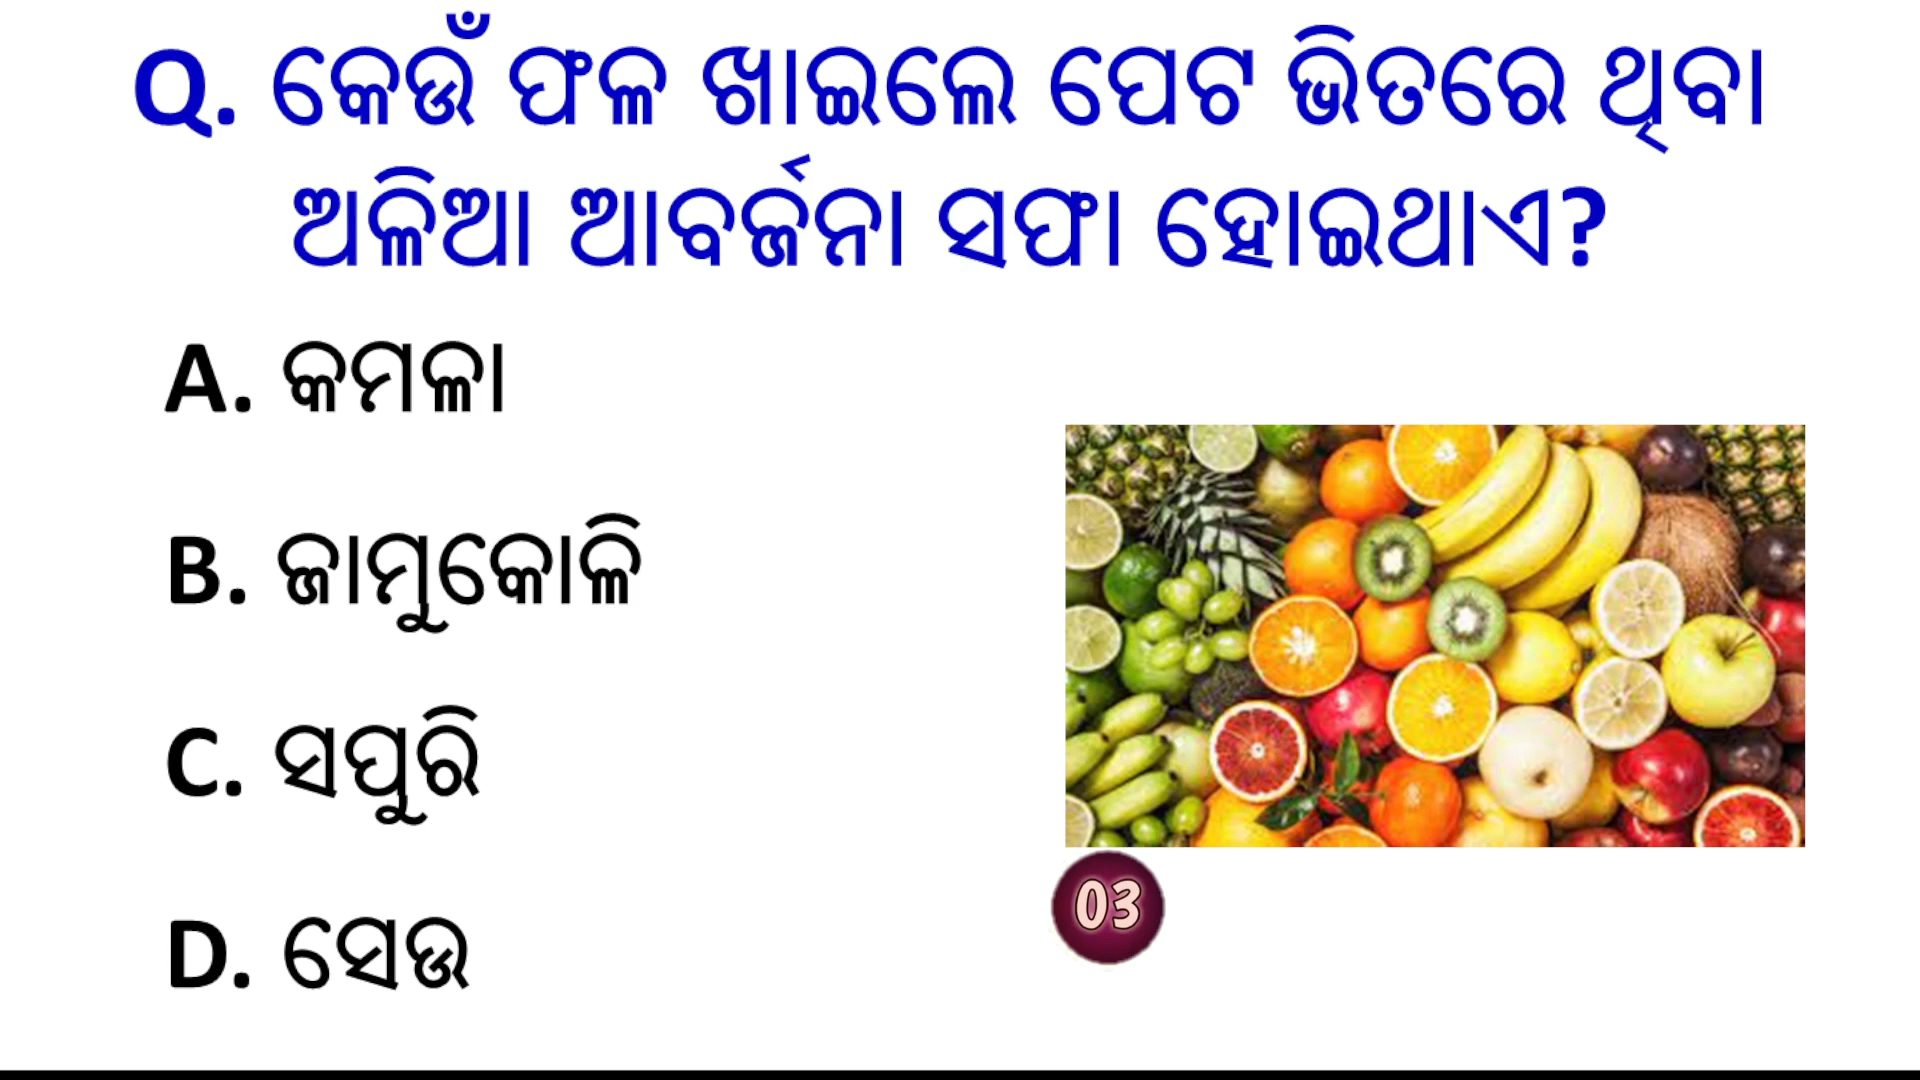 Q. କେଉଁ ଫଳ ଖାଇଲେ ପେଟ ଭିତରେ ଥିବା
ଅଳିଆ ଆବର୍ଜନା ସଫା ହୋଇଥାଏ?
A. କମଳା
B. ଜାମୁକୋଳି
C. ସପୁରି
D. ସେଉ
03